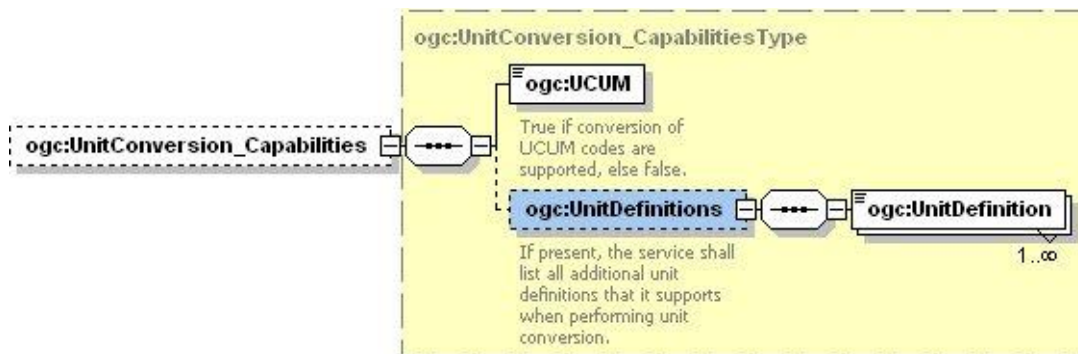 ogc:UnitConversion_CapabilitiesType
ogc:UCUM
True if conversion of
UCUM codes are
supported, else false.
ogc:UnitConversion_Capabilities
ogc:UnitDefinitions
ogc:UnitDefinition
1..∞
If present, the service shall
list all additional unit
definitions that it supports
when performing unit
conversion.